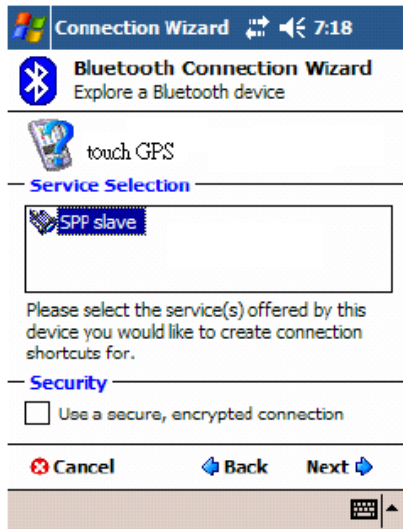 Connection Wizard 7:18
Bluetooth Connection Wizard
Explore a Bluetooth device
touch GPS
Service Selection
SPP slave
Please select the service(s) offered by this
device you would like to create connection
shortcuts for.
Security
Use a secure, encrypted connection
Cancel Back Next